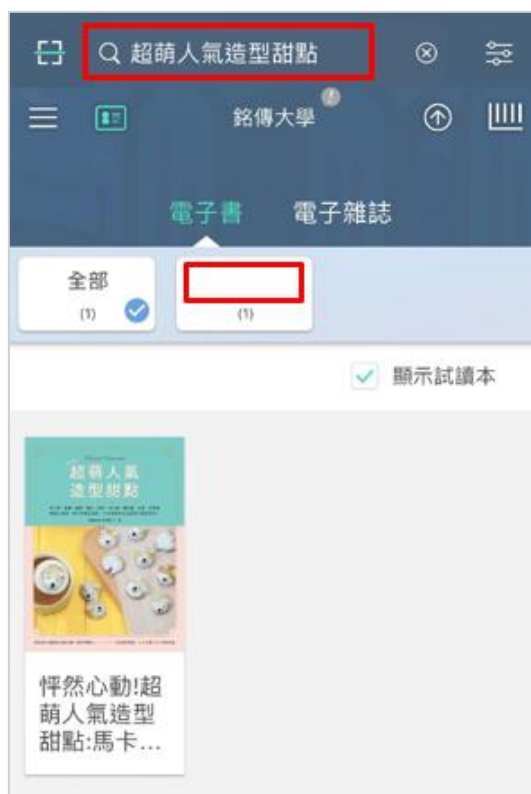 超萌人氣造型甜點
銘傳大學
電子書 電子雜誌
全部
(1)
(1)
顯示試讀本
超萌人氣
造型甜點
怦然心動!超
萌人氣造型
甜點:馬卡...